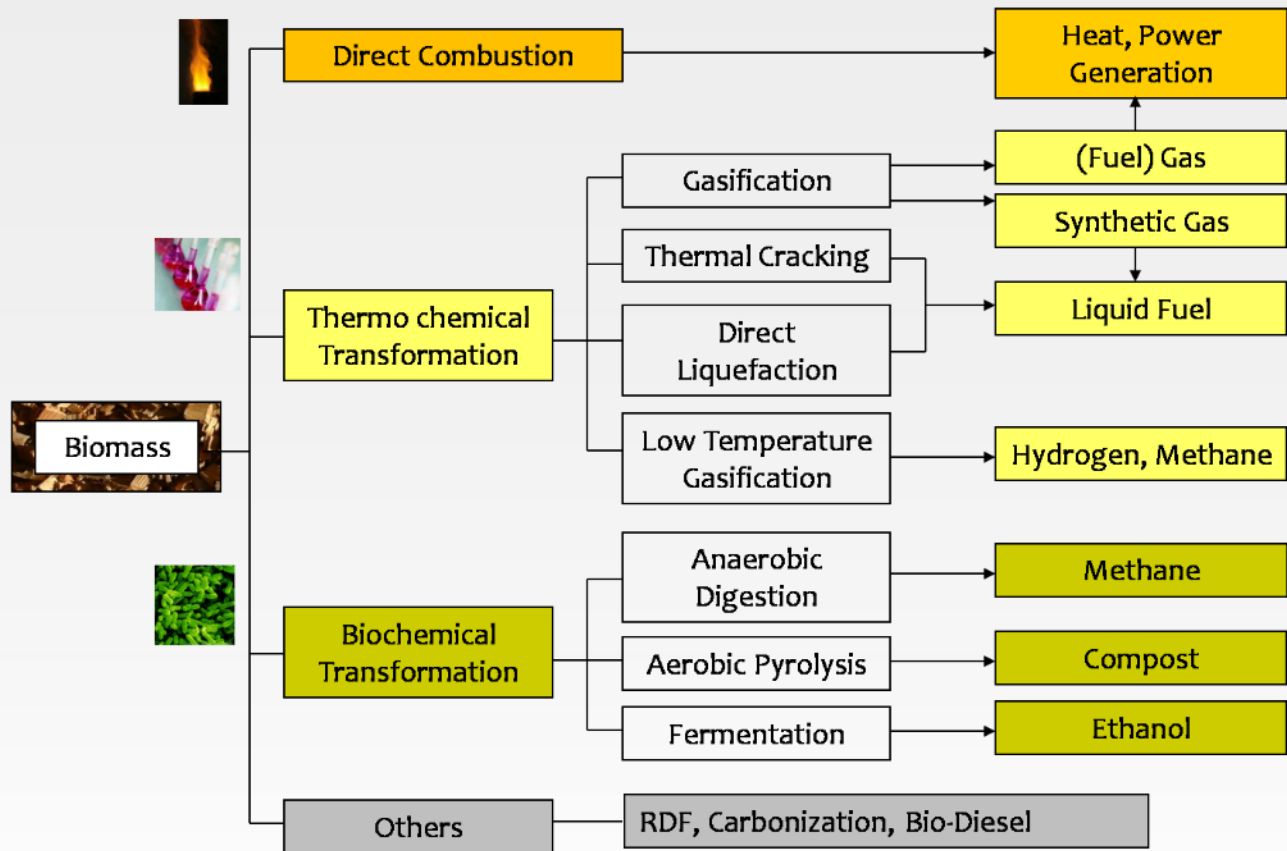 Direct Combustion
Heat, Power
Generation
Gasification
(Fuel) Gas
Synthetic Gas
Thermal Cracking
Liquid Fuel
Thermo chemical
Transformation
Direct
Liquefaction
Biomass
Low Temperature
Gasification
Hydrogen, Methane
Anaerobic
Digestion
Methane
Biochemical
Transformation
Aerobic Pyrolysis
Compost
Fermentation
Ethanol
Others
RDF, Carbonization, Bio-Diesel